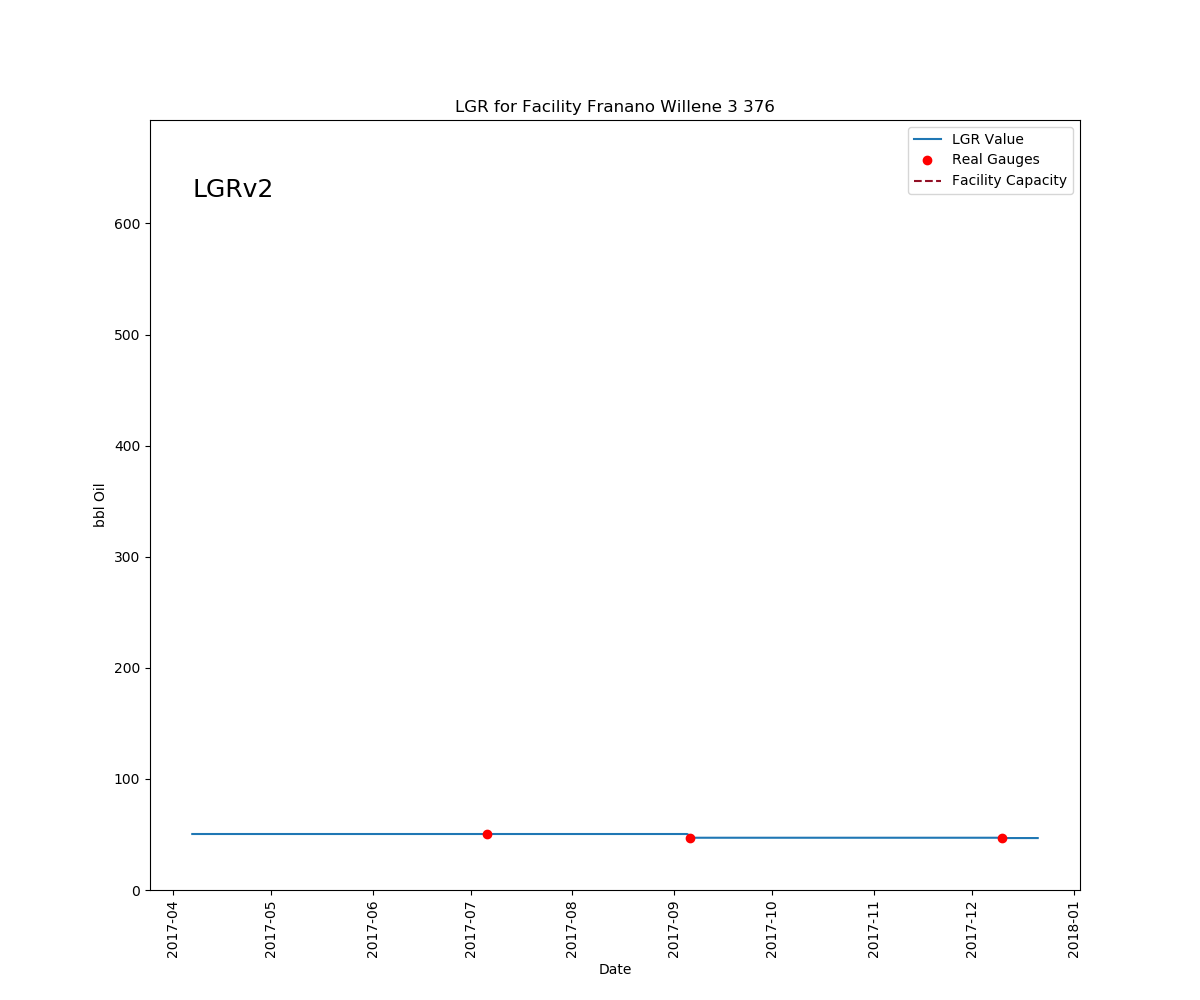 LGR for Facility Franano Willene 3 376
LGR Value
Real Gauges
Facility Capacity
LGRv2
600
500
400
300
200
100
0
bbl Oil
2017-04
2017-05
2017-06
2017-07
2017-08
2017-09
2017-10
2017-11
2017-12
2018-01
Date